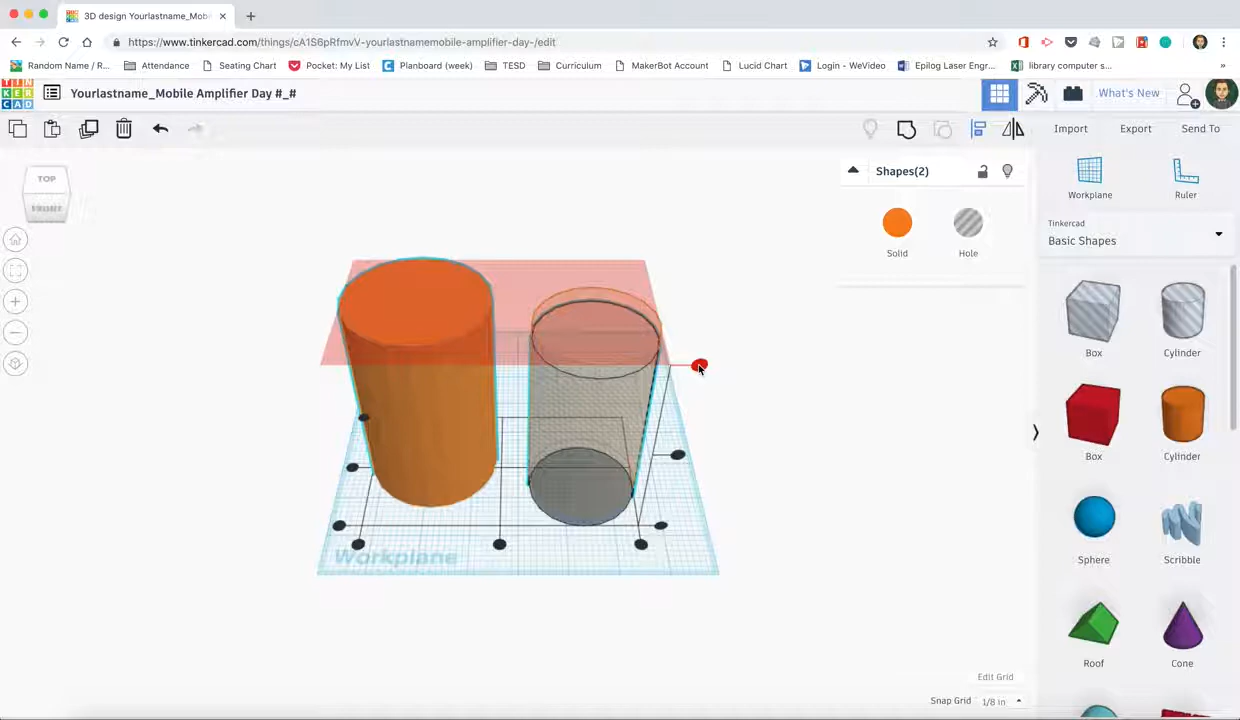 3D design Yourlastname_Mobi
https://www.tinkercad.com/things/cA1S6pRfmvV-yourlastnamemobile-amplifier-day-/edit
Random Name / R... Attendance Seating Chart Pocket: My List Planboard (week) TESD Curriculum MakerBot Account Lucid Chart Login - WeVideo Epilog Laser Engr... library computer s... »
TIN KER CAD Yourlastname_Mobile Amplifier Day #_# What's New
Import Export Send To
TOP
FRONT
Shapes(2)
Solid Hole
Workplane Ruler
Tinkercad
Basic Shapes
Box Cylinder
Box Cylinder
Sphere Scribble
Roof Cone
Workplane
Edit Grid
Snap Grid 1/8 in